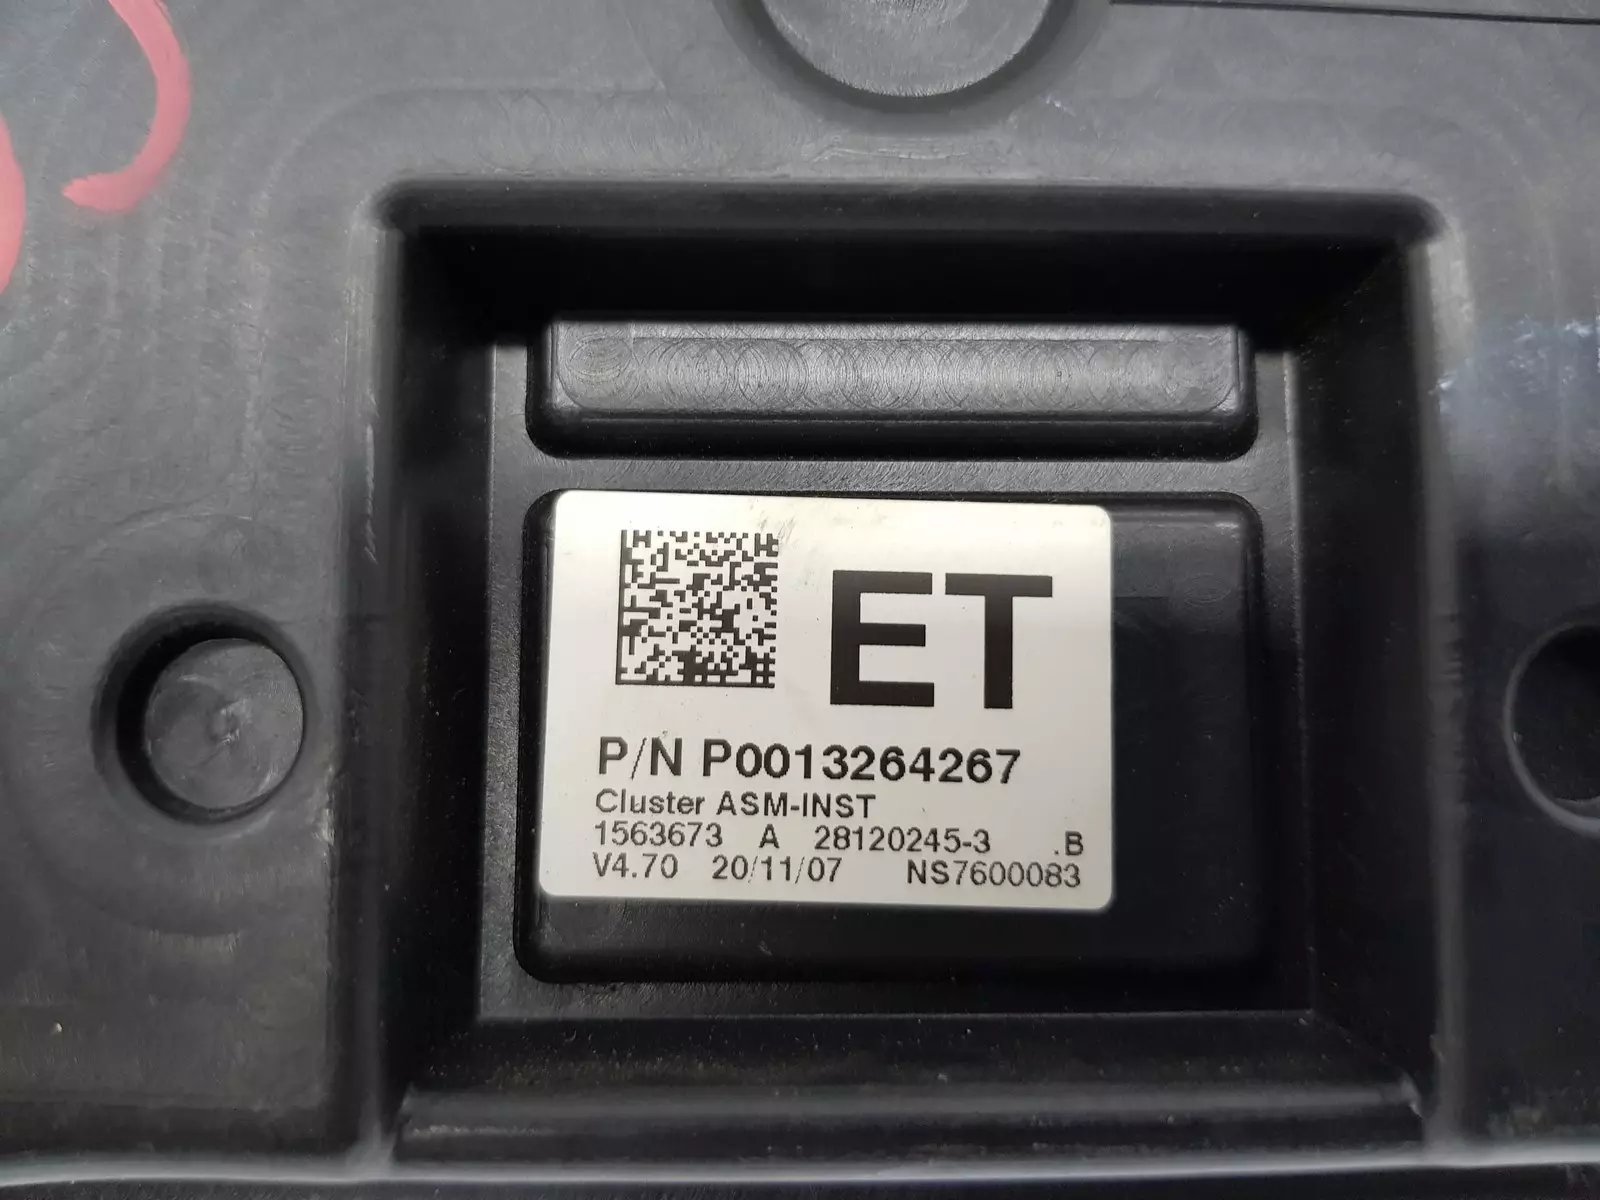 ET
P/N P0013264267
Cluster ASM-INST
1563673 A 28120245-3 .B
V4.70 20/11/07 NS7600083